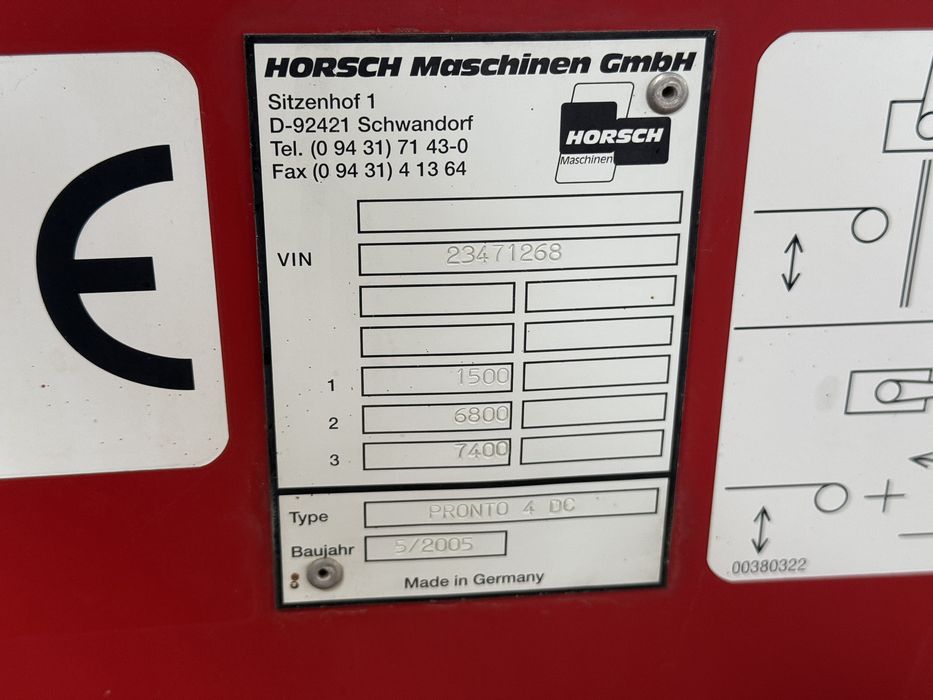 CE
HORSCH Maschinen GmbH
Sitzenhof 1
D-92421 Schwandorf
Tel. (0 94 31) 71 43-0
Fax (0 94 31) 4 13 64
HORSCH
Maschinen
VIN 23471268
1 1500
2 6800
3 7400
Type PRONTO 4 DC
Baujahr 5/2005
Made in Germany
00380322